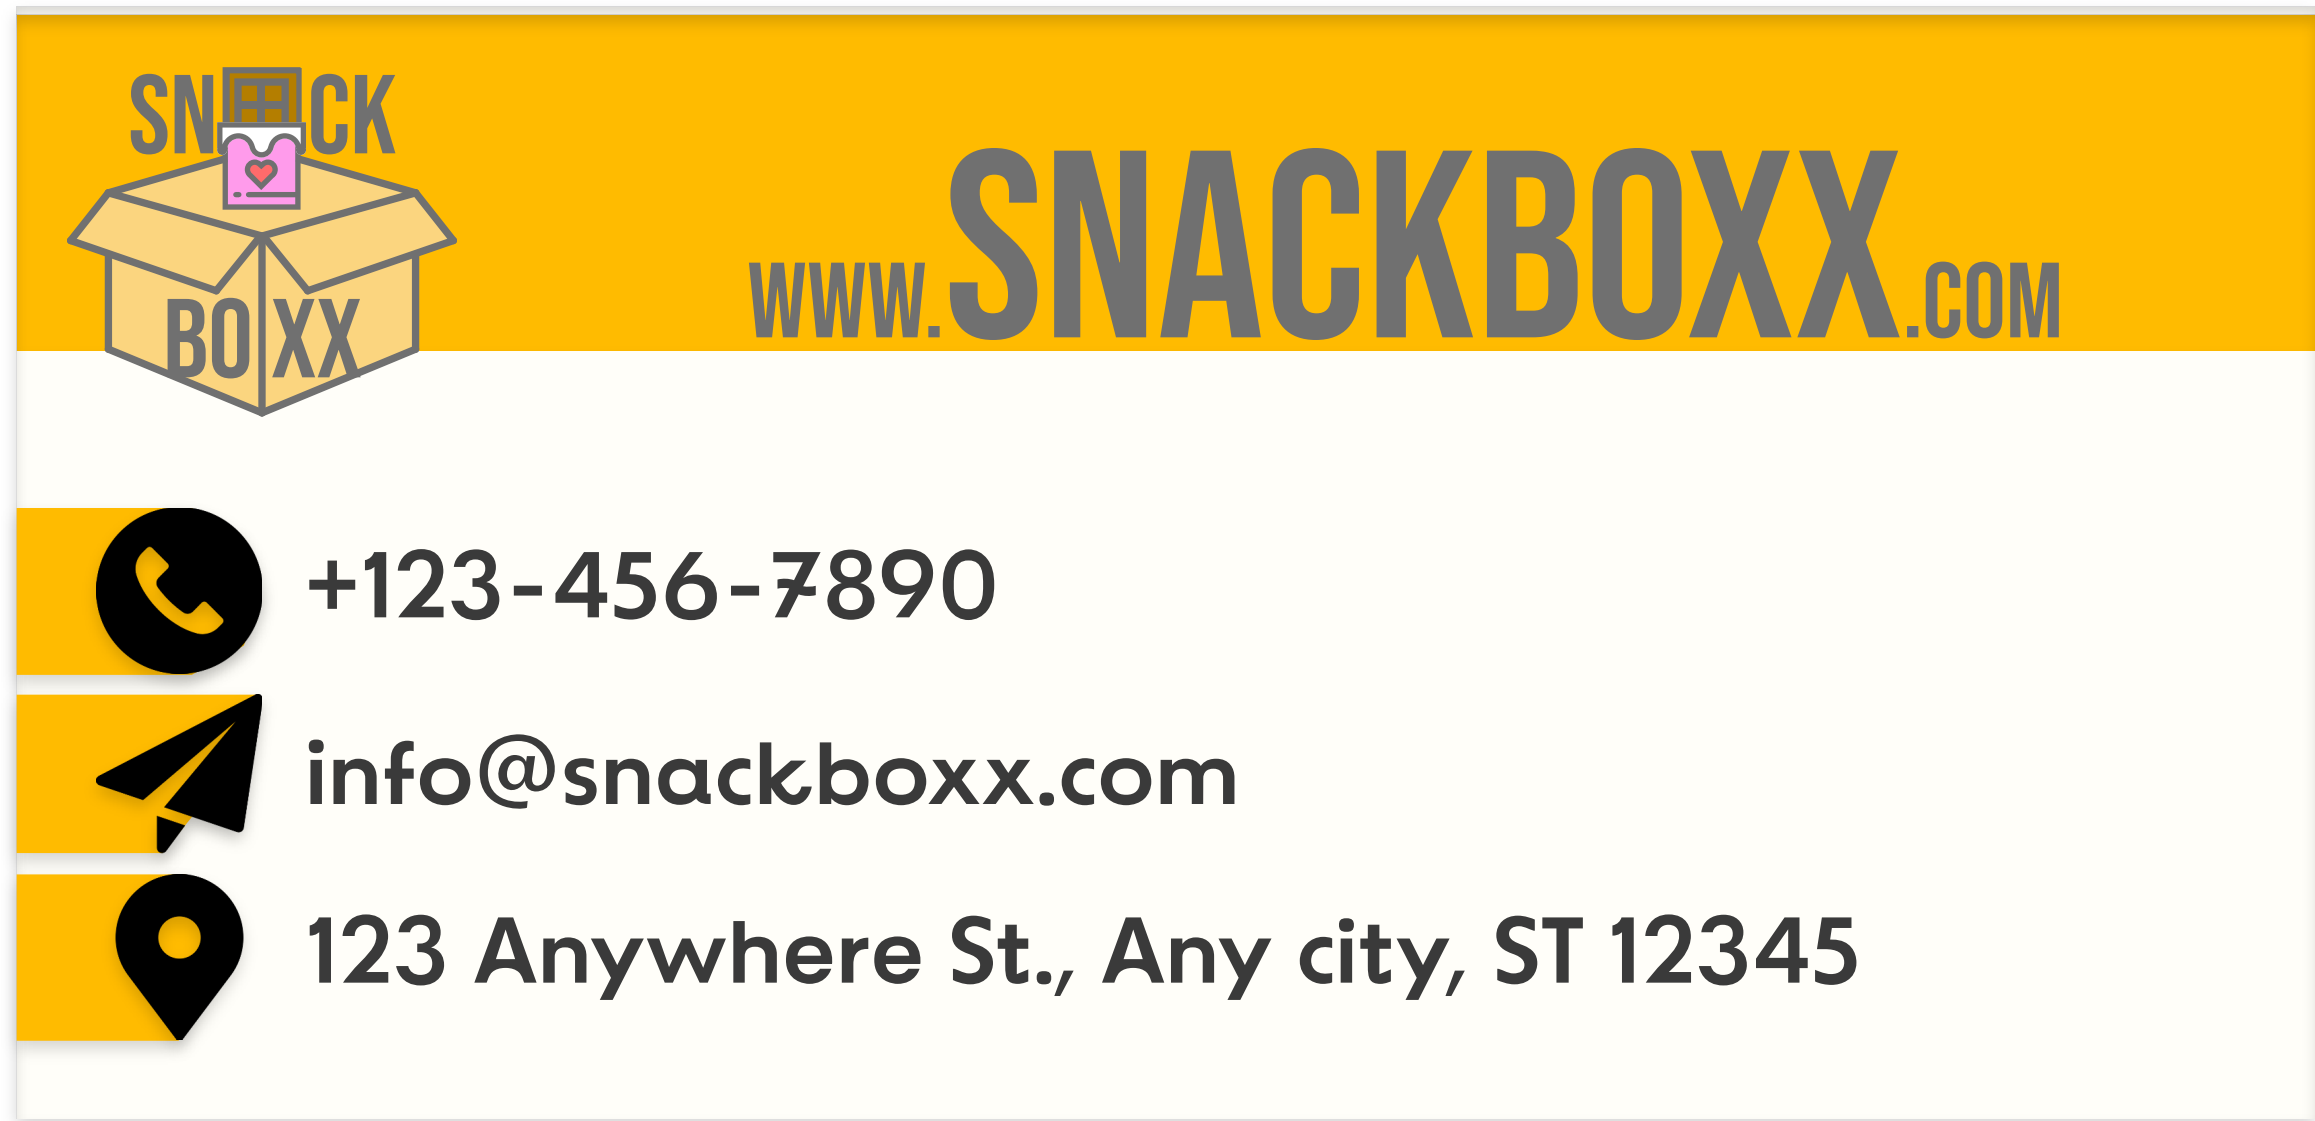 SNACK
BOXX
www.SNACKBOXX.COM
+123-456-7890
info@snackboxx.com
123 Anywhere St., Any city, ST 12345